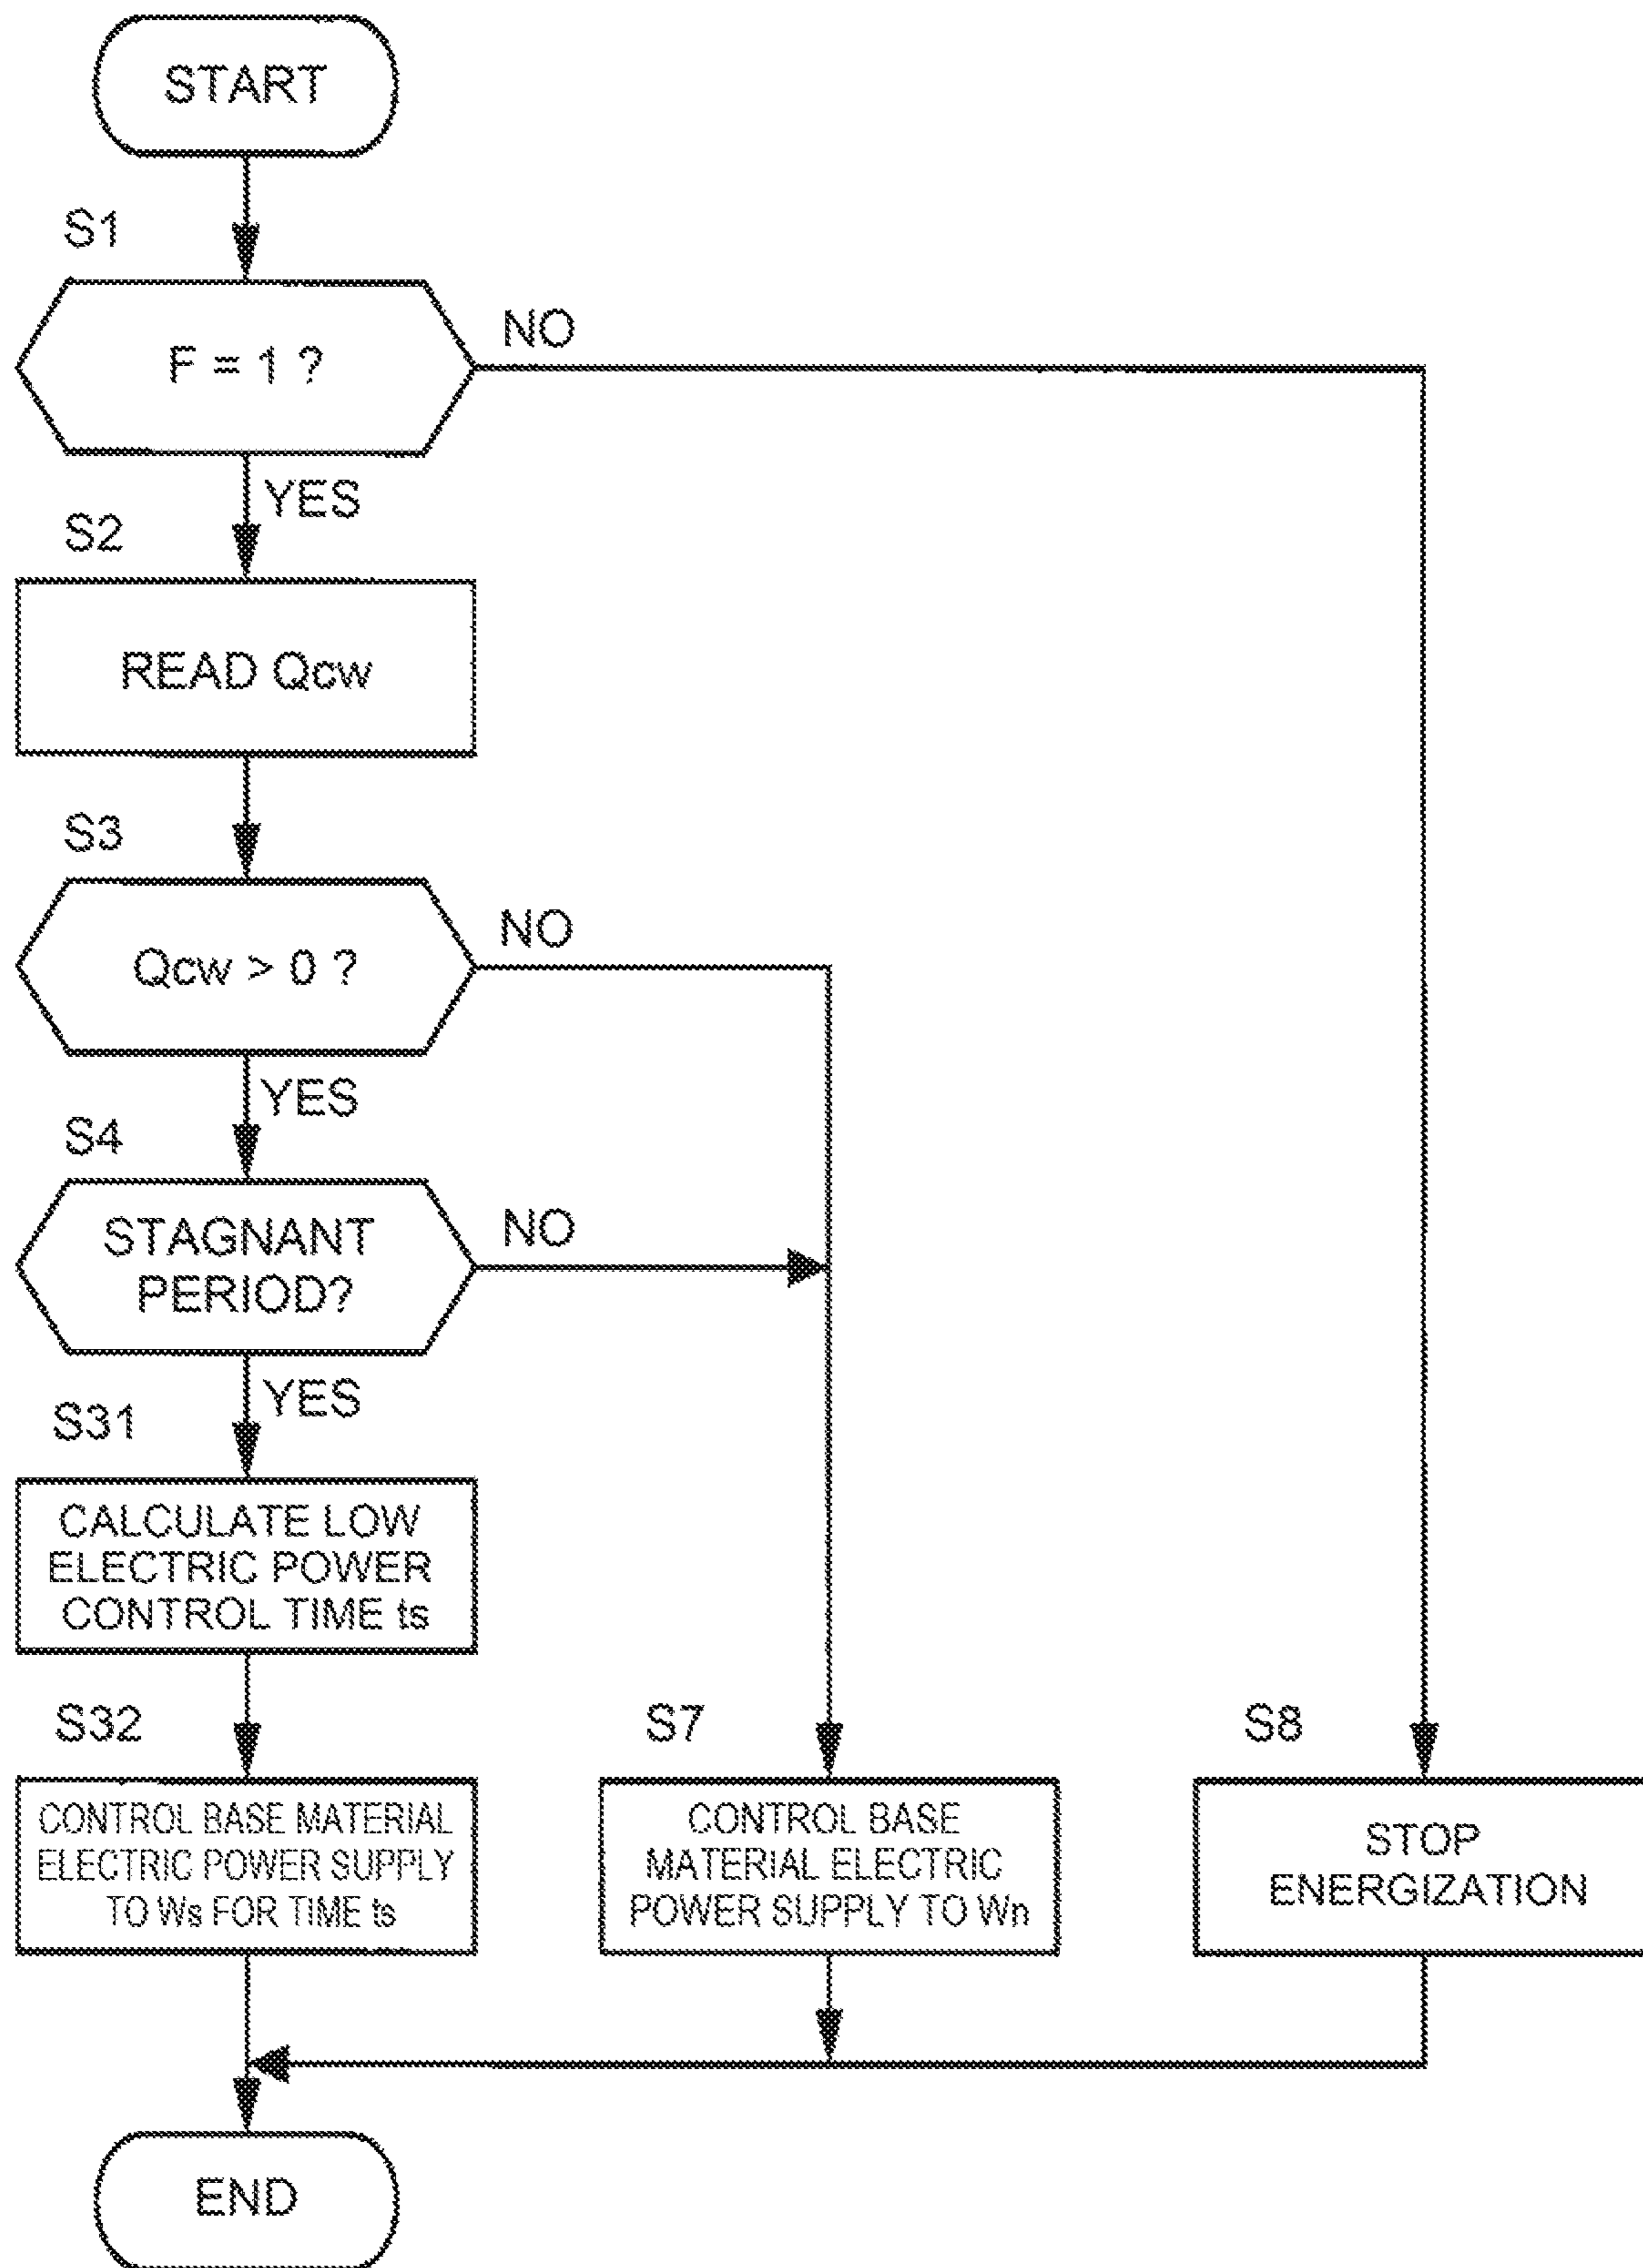 START
S1
F = 1 ?
NO
YES
S2
READ Qcw
S3
Qcw > 0 ?
NO
YES
S4
STAGNANT
PERIOD?
NO
YES
S31
CALCULATE LOW
ELECTRIC POWER
CONTROL TIME ts
S32
CONTROL BASE MATERIAL
ELECTRIC POWER SUPPLY
TO Ws FOR TIME ts
S7
CONTROL BASE
MATERIAL ELECTRIC
POWER SUPPLY TO Wn
S8
STOP
ENERGIZATION
END